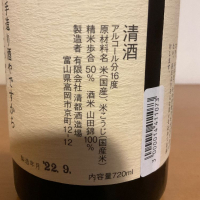 清酒
アルコール分16度
原材料名 米(国産)、米こうじ(国産米)
精米歩合50% 酒米 山田錦100%
製造者 有限会社清都酒造場
富山県高岡市京町12-12
内容量720ml
22.9.